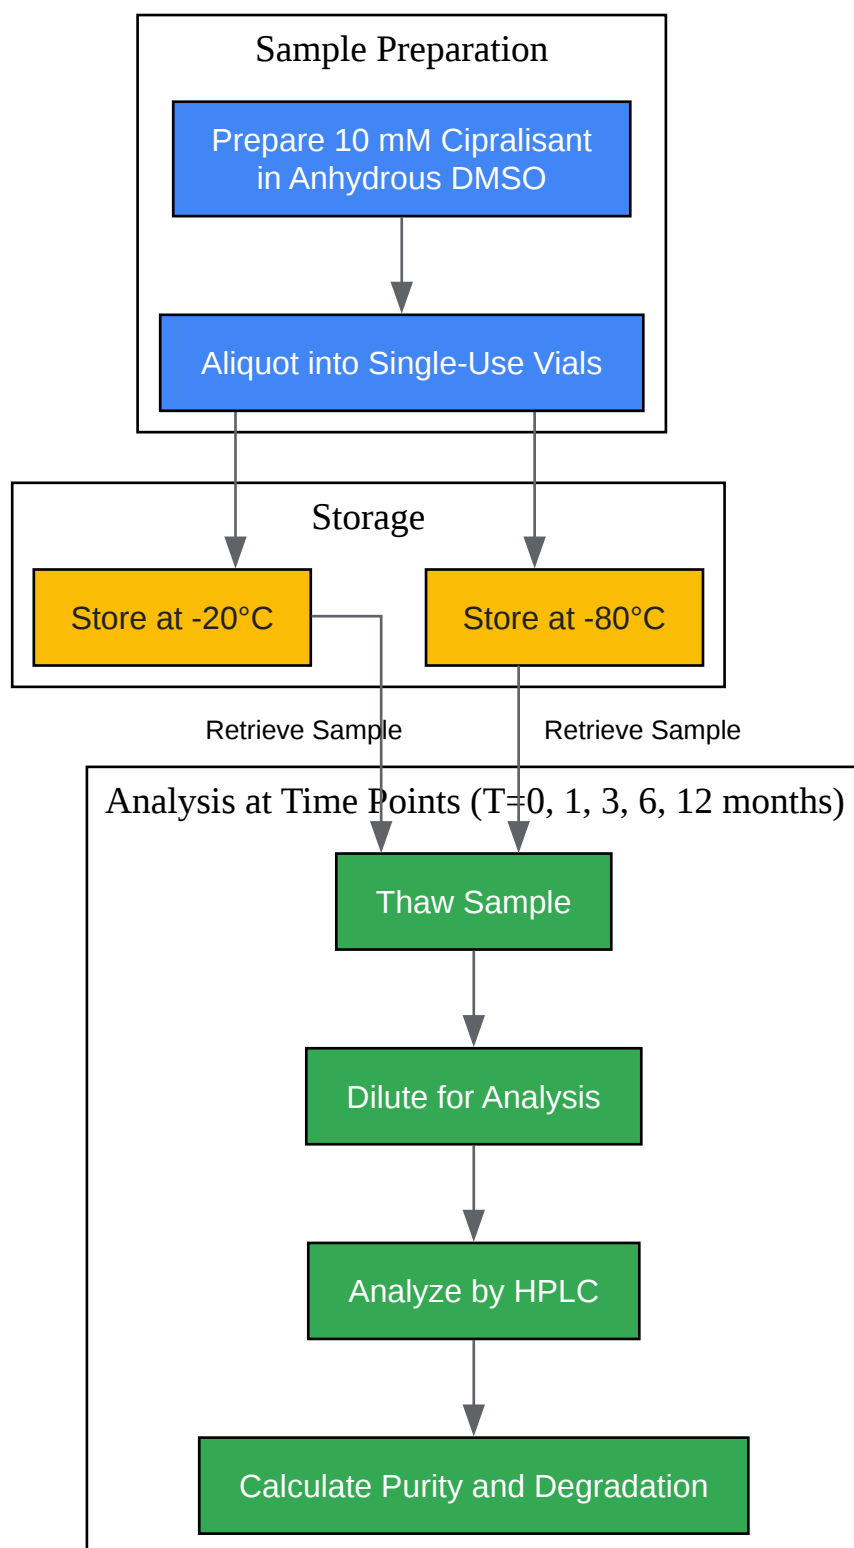 Sample Preparation
Prepare 10 mM Cipralisant
in Anhydrous DMSO
Aliquot into Single-Use Vials
Storage
Store at -20°C
Store at -80°C
Retrieve Sample
Retrieve Sample
Analysis at Time Points (T=0, 1, 3, 6, 12 months)
Thaw Sample
Dilute for Analysis
Analyze by HPLC
Calculate Purity and Degradation